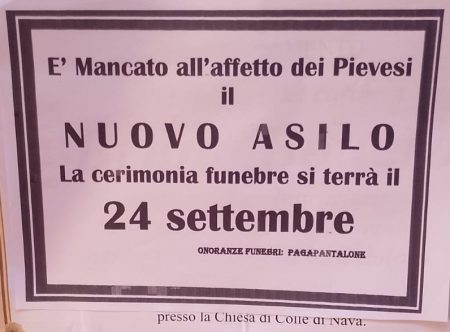 E' Mancato all'affetto dei Pievesi
il
NUOVO ASILO
La cerimonia funebre si terrà il
24 settembre
ONORANZE FUNEBRI: PAGAPANTALONE
presso la Chiesa di Colle di Nava.